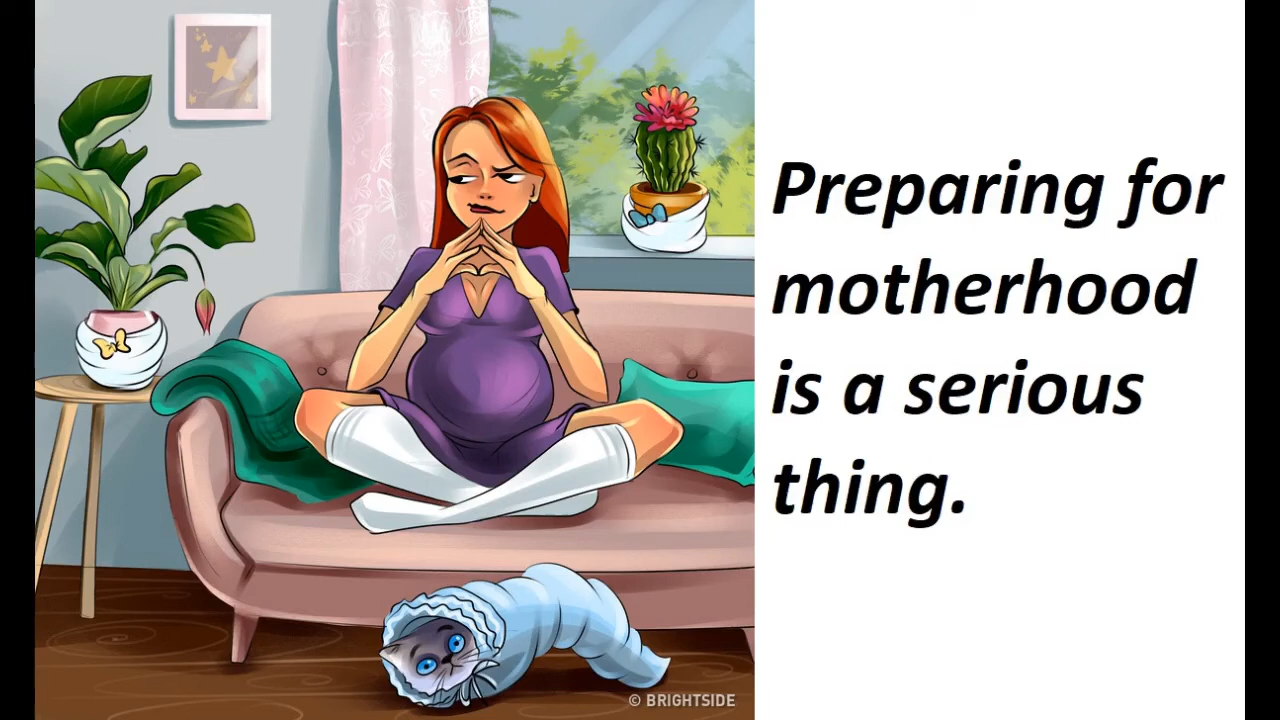 Preparing for
motherhood
is a serious
thing.
© BRIGHTSIDE